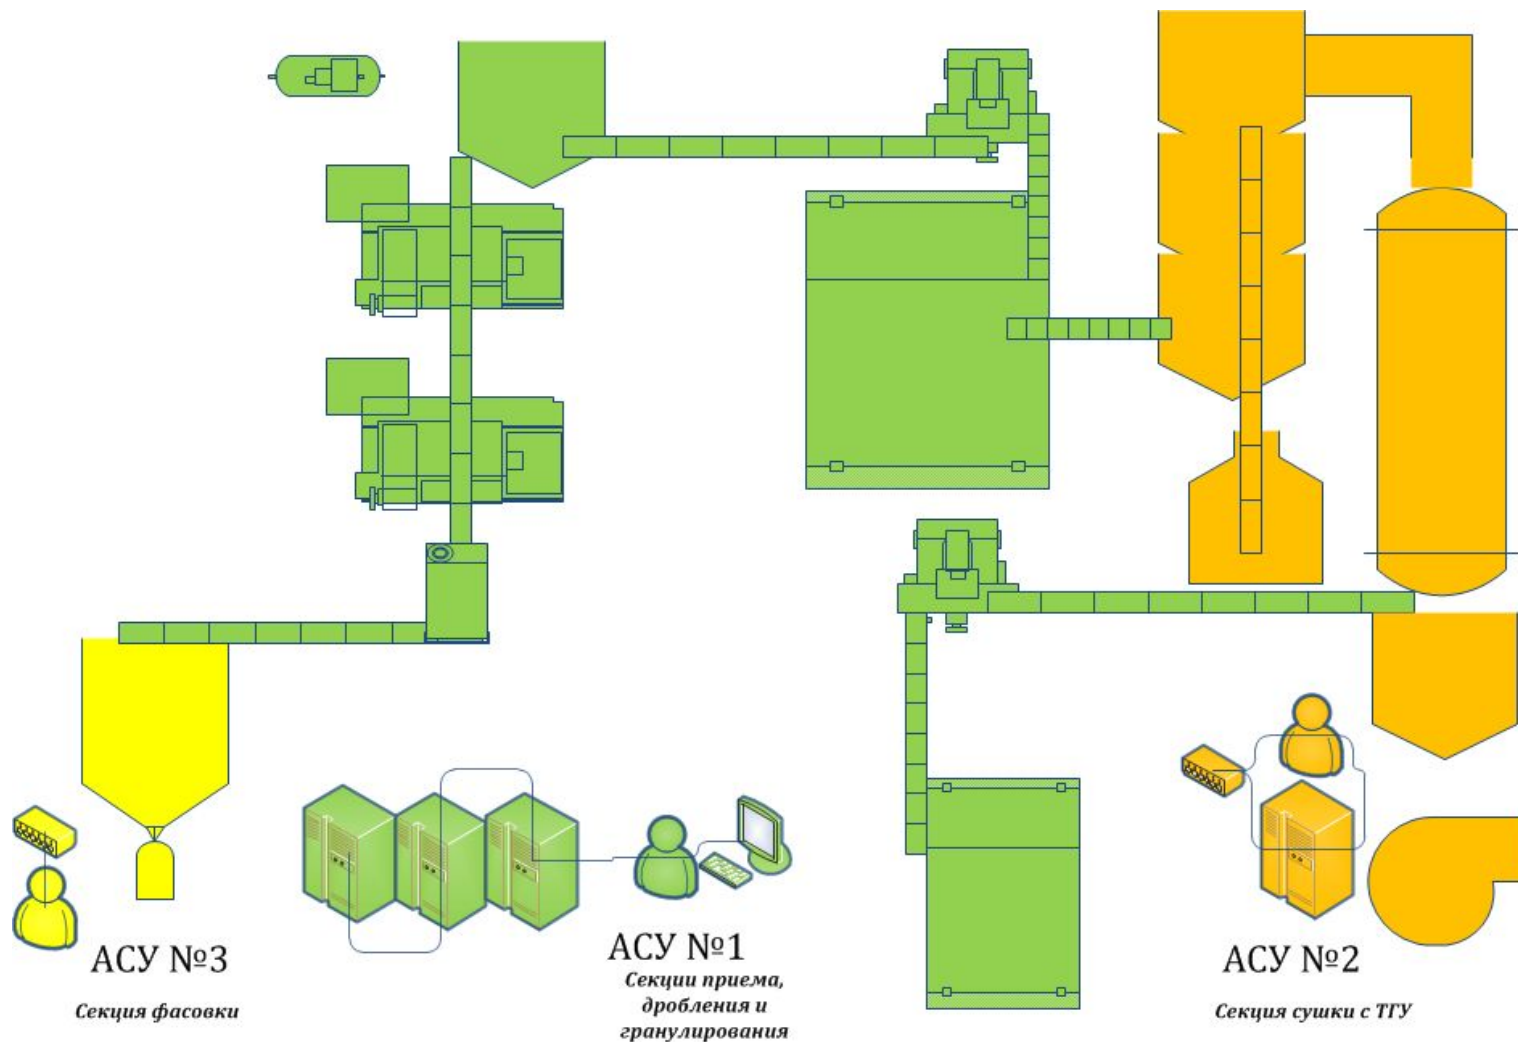 АСУ №3
Секция фасовки
АСУ №1
Секции приема,
дробления и
гранулирования
АСУ №2
Секция сушки с ТГУ